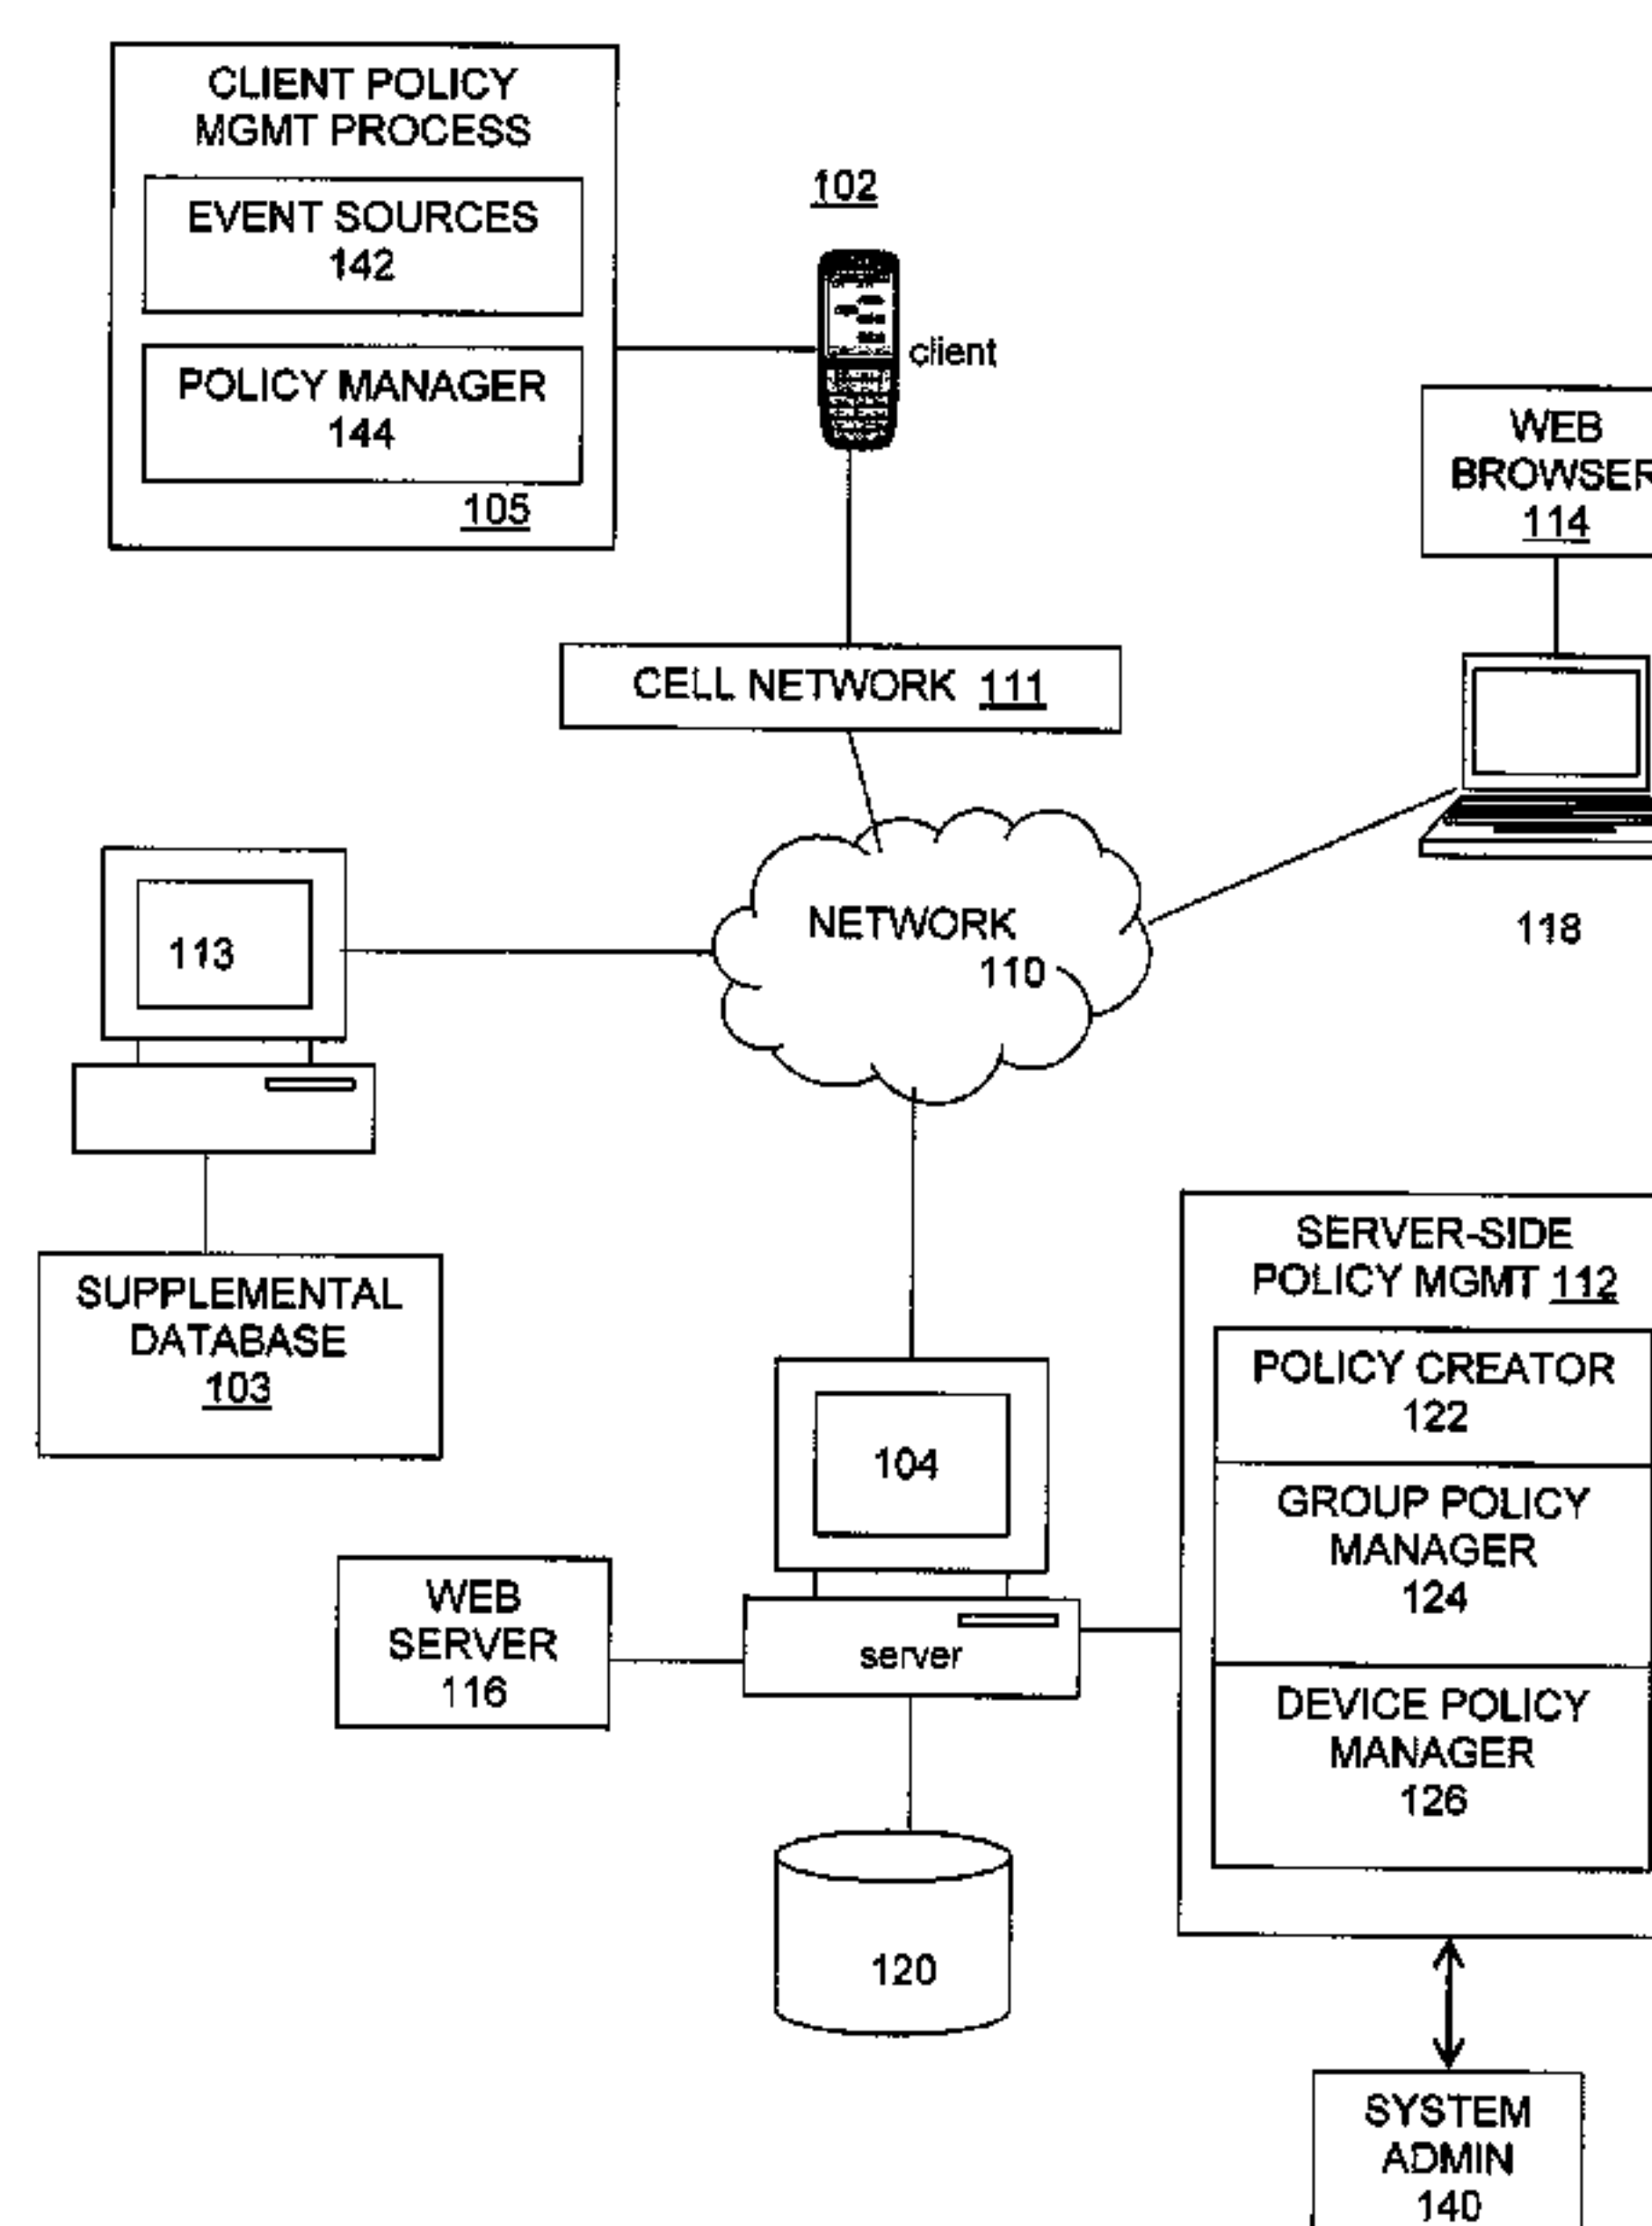 CLIENT POLICY
MGMT PROCESS
EVENT SOURCES
142
POLICY MANAGER
144
105
102
client
WEB
BROWSER
114
CELL NETWORK 111
118
NETWORK
110
113
SUPPLEMENTAL
DATABASE
103
104
server
WEB
SERVER
116
120
SERVER-SIDE
POLICY MGMT 112
POLICY CREATOR
122
GROUP POLICY
MANAGER
124
DEVICE POLICY
MANAGER
126
SYSTEM
ADMIN
140